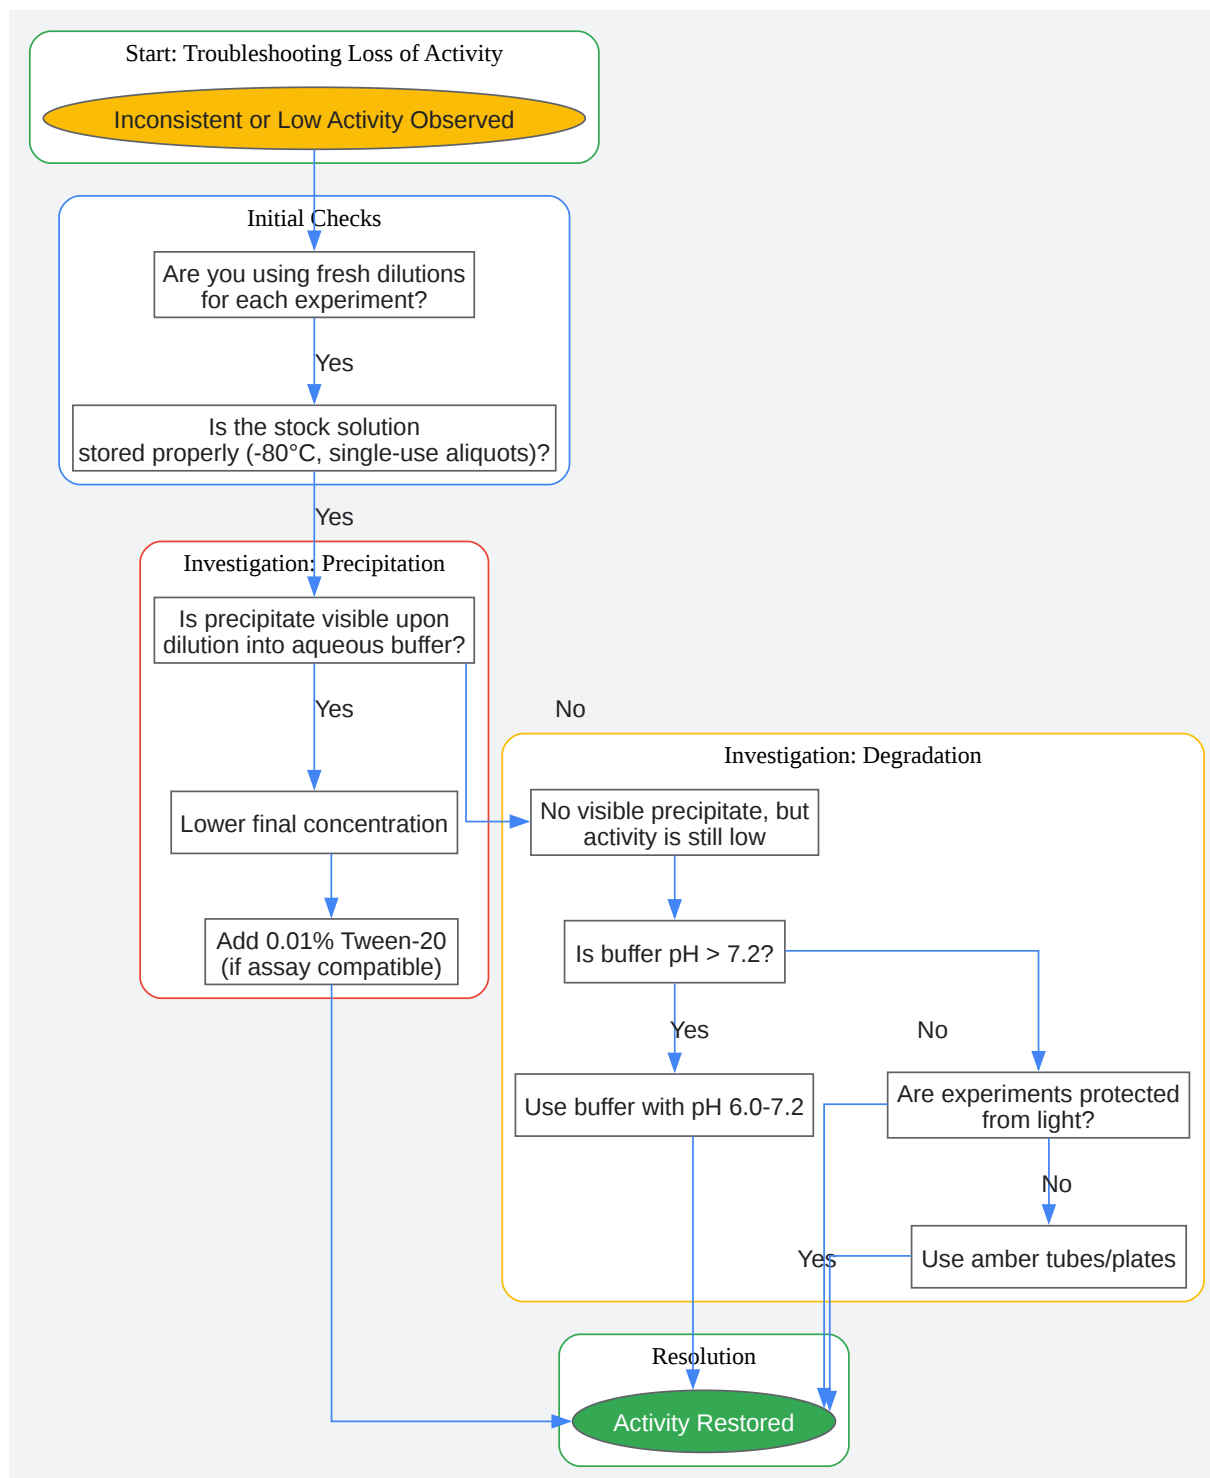 Start: Troubleshooting Loss of Activity
Inconsistent or Low Activity Observed
Initial Checks
Are you using fresh dilutions
for each experiment?
Yes
Is the stock solution
stored properly (-80°C, single-use aliquots)?
Yes
Investigation: Precipitation
Is precipitate visible upon
dilution into aqueous buffer?
Yes
No
Lower final concentration
Add 0.01% Tween-20
(if assay compatible)
Investigation: Degradation
No visible precipitate, but
activity is still low
Is buffer pH > 7.2?
Yes
No
Use buffer with pH 6.0-7.2
Are experiments protected
from light?
No
Yes
Use amber tubes/plates
Resolution
Activity Restored